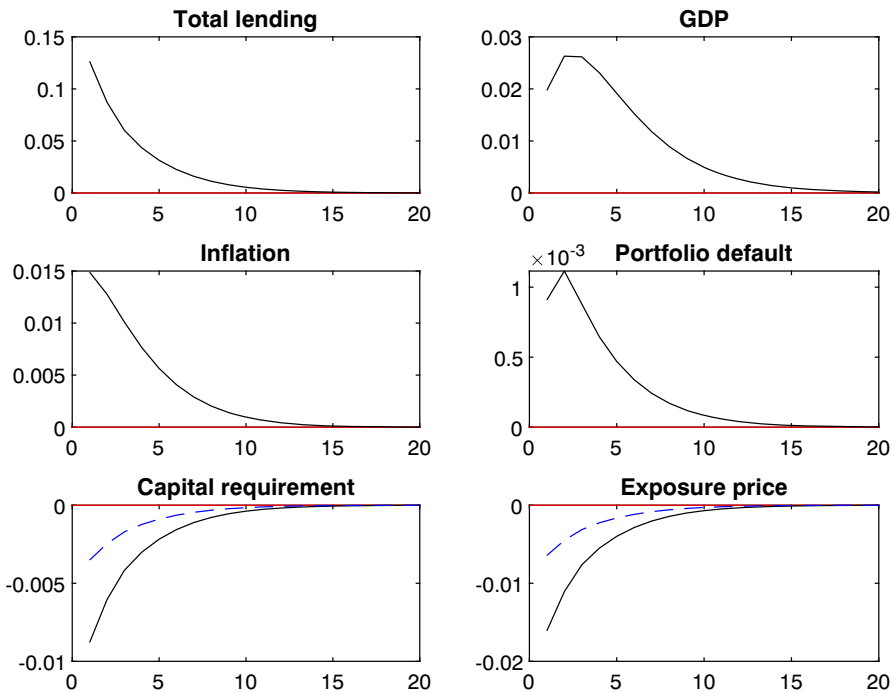 Total lending
0.15
0.1
0.05
0
0 5 10 15 20
GDP
0.03
0.02
0.01
0
0 5 10 15 20
Inflation
0.015
0.01
0.005
0
0 5 10 15 20
×10-3 Portfolio default
1
0.5
0
0 5 10 15 20
Capital requirement
0
-0.005
-0.01
0 5 10 15 20
Exposure price
0
-0.01
-0.02
0 5 10 15 20